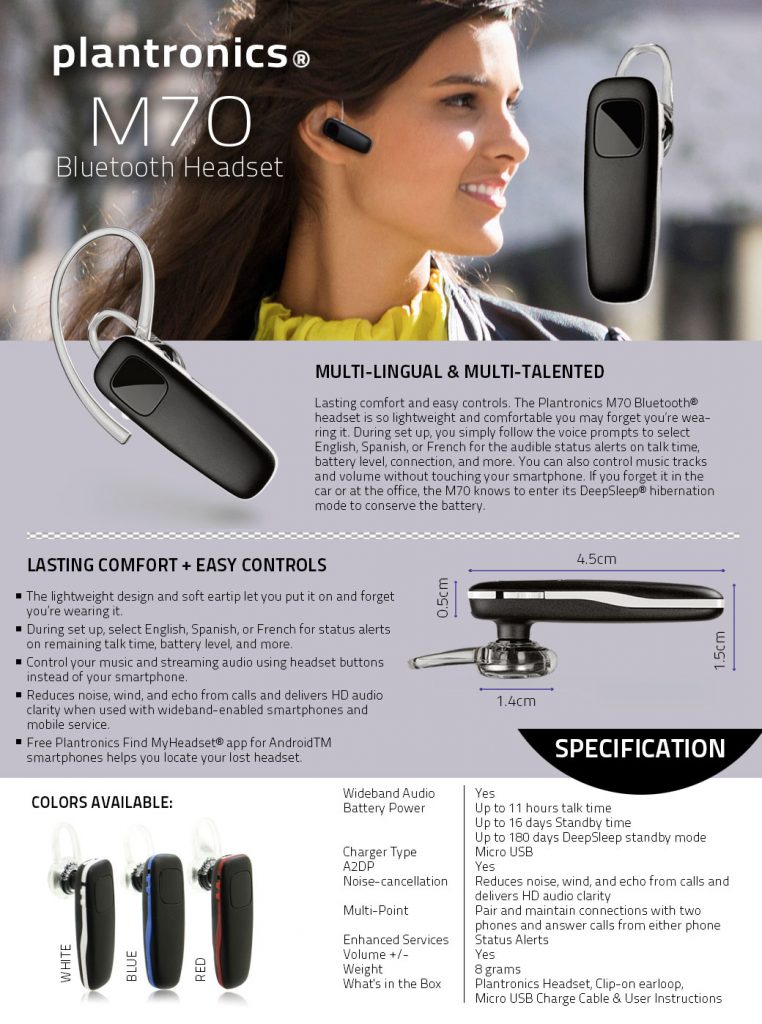 plantronics®
M70
Bluetooth Headset
MULTI-LINGUAL & MULTI-TALENTED
Lasting comfort and easy controls. The Plantronics M70 Bluetooth®
headset is so lightweight and comfortable you may forget you're wea-
ring it. During set up, you simply follow the voice prompts to select
English, Spanish, or French for the audible status alerts on talk time,
battery level, connection, and more. You can also control music tracks
and volume without touching your smartphone. If you forget it in the
car or at the office, the M70 knows to enter its DeepSleep® hibernation
mode to conserve the battery.
LASTING COMFORT + EASY CONTROLS
▪ The lightweight design and soft eartip let you put it on and forget
you're wearing it.
▪ During set up, select English, Spanish, or French for status alerts
on remaining talk time, battery level, and more.
▪ Control your music and streaming audio using headset buttons
instead of your smartphone.
▪ Reduces noise, wind, and echo from calls and delivers HD audio
clarity when used with wideband-enabled smartphones and
mobile service.
▪ Free Plantronics Find MyHeadset® app for AndroidTM
smartphones helps you locate your lost headset.
4.5cm
0.5cm
1.5cm
1.4cm
SPECIFICATION
COLORS AVAILABLE:
WHITE
BLUE
RED
Wideband Audio Yes
Battery Power Up to 11 hours talk time
Up to 16 days Standby time
Up to 180 days DeepSleep standby mode
Charger Type Micro USB
A2DP Yes
Noise-cancellation Reduces noise, wind, and echo from calls and
delivers HD audio clarity
Multi-Point Pair and maintain connections with two
phones and answer calls from either phone
Enhanced Services Status Alerts
Volume +/- Yes
Weight 8 grams
What's in the Box Plantronics Headset, Clip-on earloop,
Micro USB Charge Cable & User Instructions